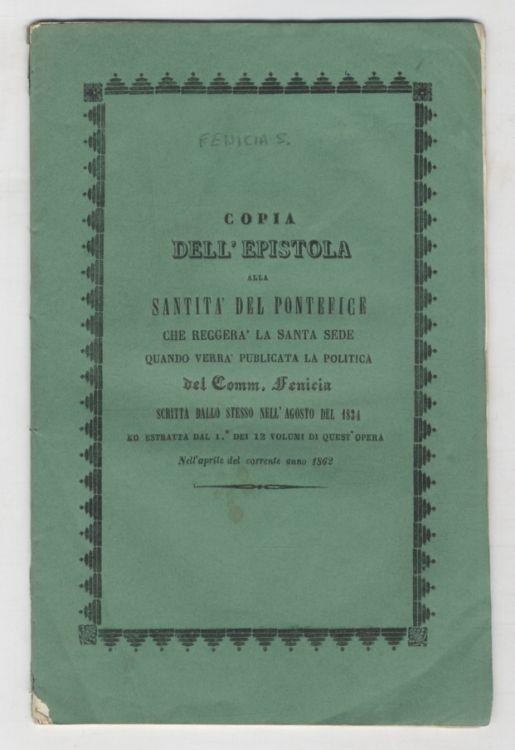 FENICIA S.
COPIA
DELL'EPISTOLA
ALLA
SANTITA' DEL PONTEFICE
CHE REGGERA' LA SANTA SEDE
QUANDO VERRA' PUBLICATA LA POLITICA
del Comm. Fenicia
SCRITTA DALLO STESSO NELL'AGOSTO DEL 1834
ED ESTRATTA DAL 1.° DEI 12 VOLUMI DI QUEST'OPERA
Nell'aprile del corrente anno 1862